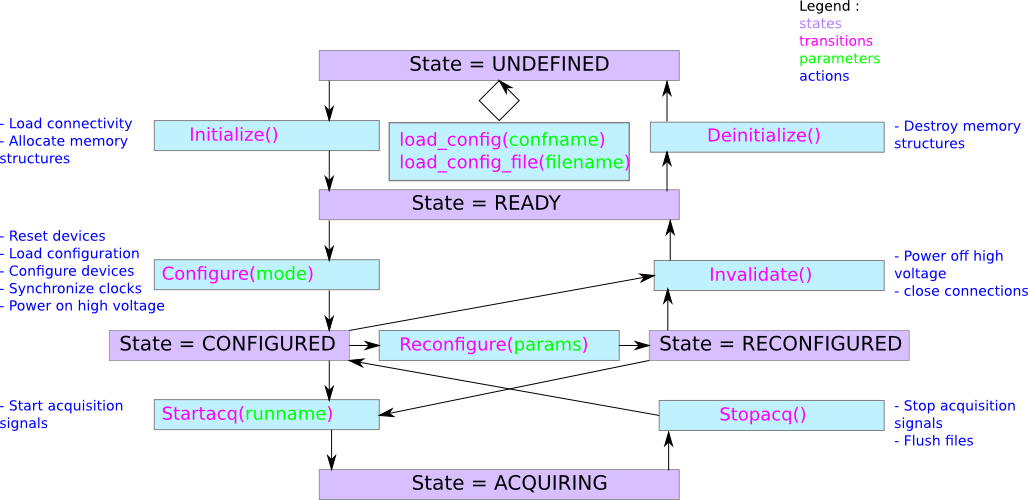 Legend :
states
transitions
parameters
actions
State = UNDEFINED
- Load connectivity
- Allocate memory
structures
Initialize()
load_config(confname)
load_config_file(filename)
Deinitialize()
- Destroy memory
structures
State = READY
- Reset devices
- Load configuration
- Configure devices
- Synchronize clocks
- Power on high voltage
Configure(mode)
Invalidate()
- Power off high
voltage
- close connections
State = CONFIGURED
Reconfigure(params)
State = RECONFIGURED
- Start acquisition
signals
Startacq(runname)
Stopacq()
- Stop acquisition
signals
- Flush files
State = ACQUIRING